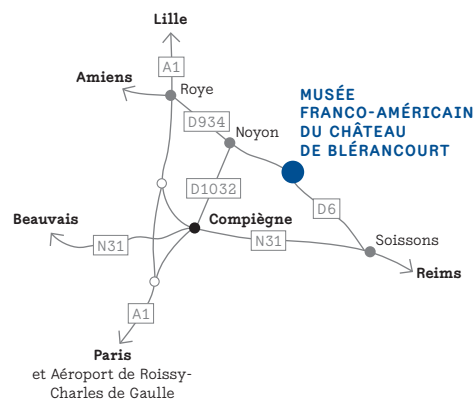 Lille
A1
Amiens
Roye
MUSÉE
FRANCO-AMÉRICAIN
DU CHÂTEAU
DE BLÉRANCOURT
D934
Noyon
D1032
D6
Beauvais
Compiègne
N31
N31
Soissons
Reims
A1
Paris
et Aéroport de Roissy-
Charles de Gaulle